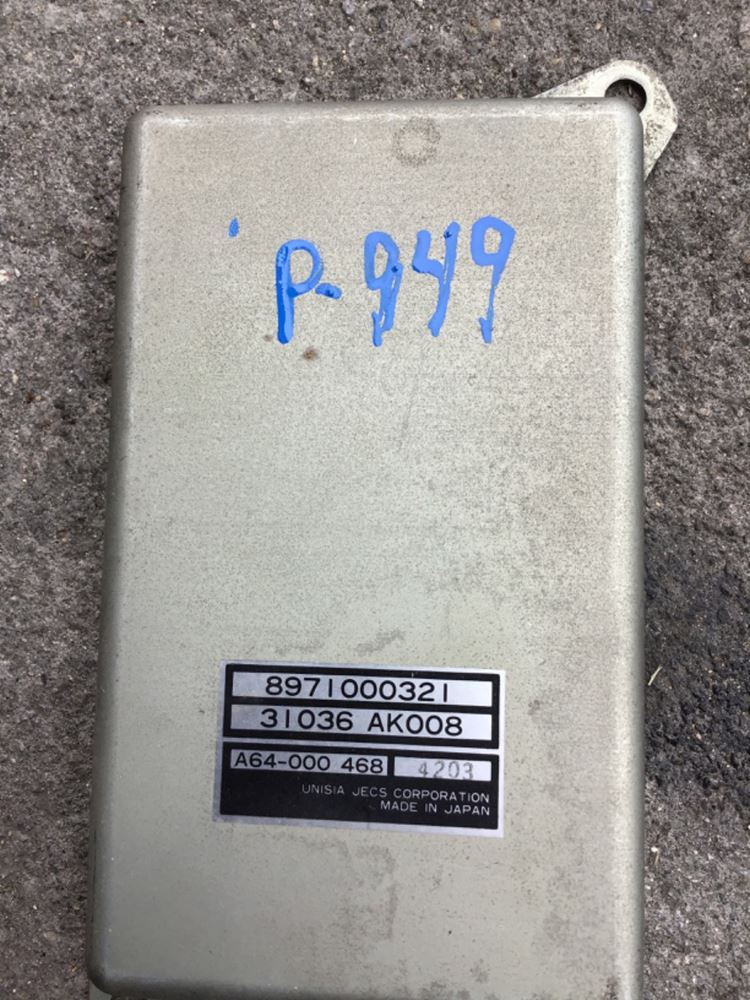 P-949
8971000321
31036 AK008
A64-000 468 4203
UNISIA JECS CORPORATION
MADE IN JAPAN